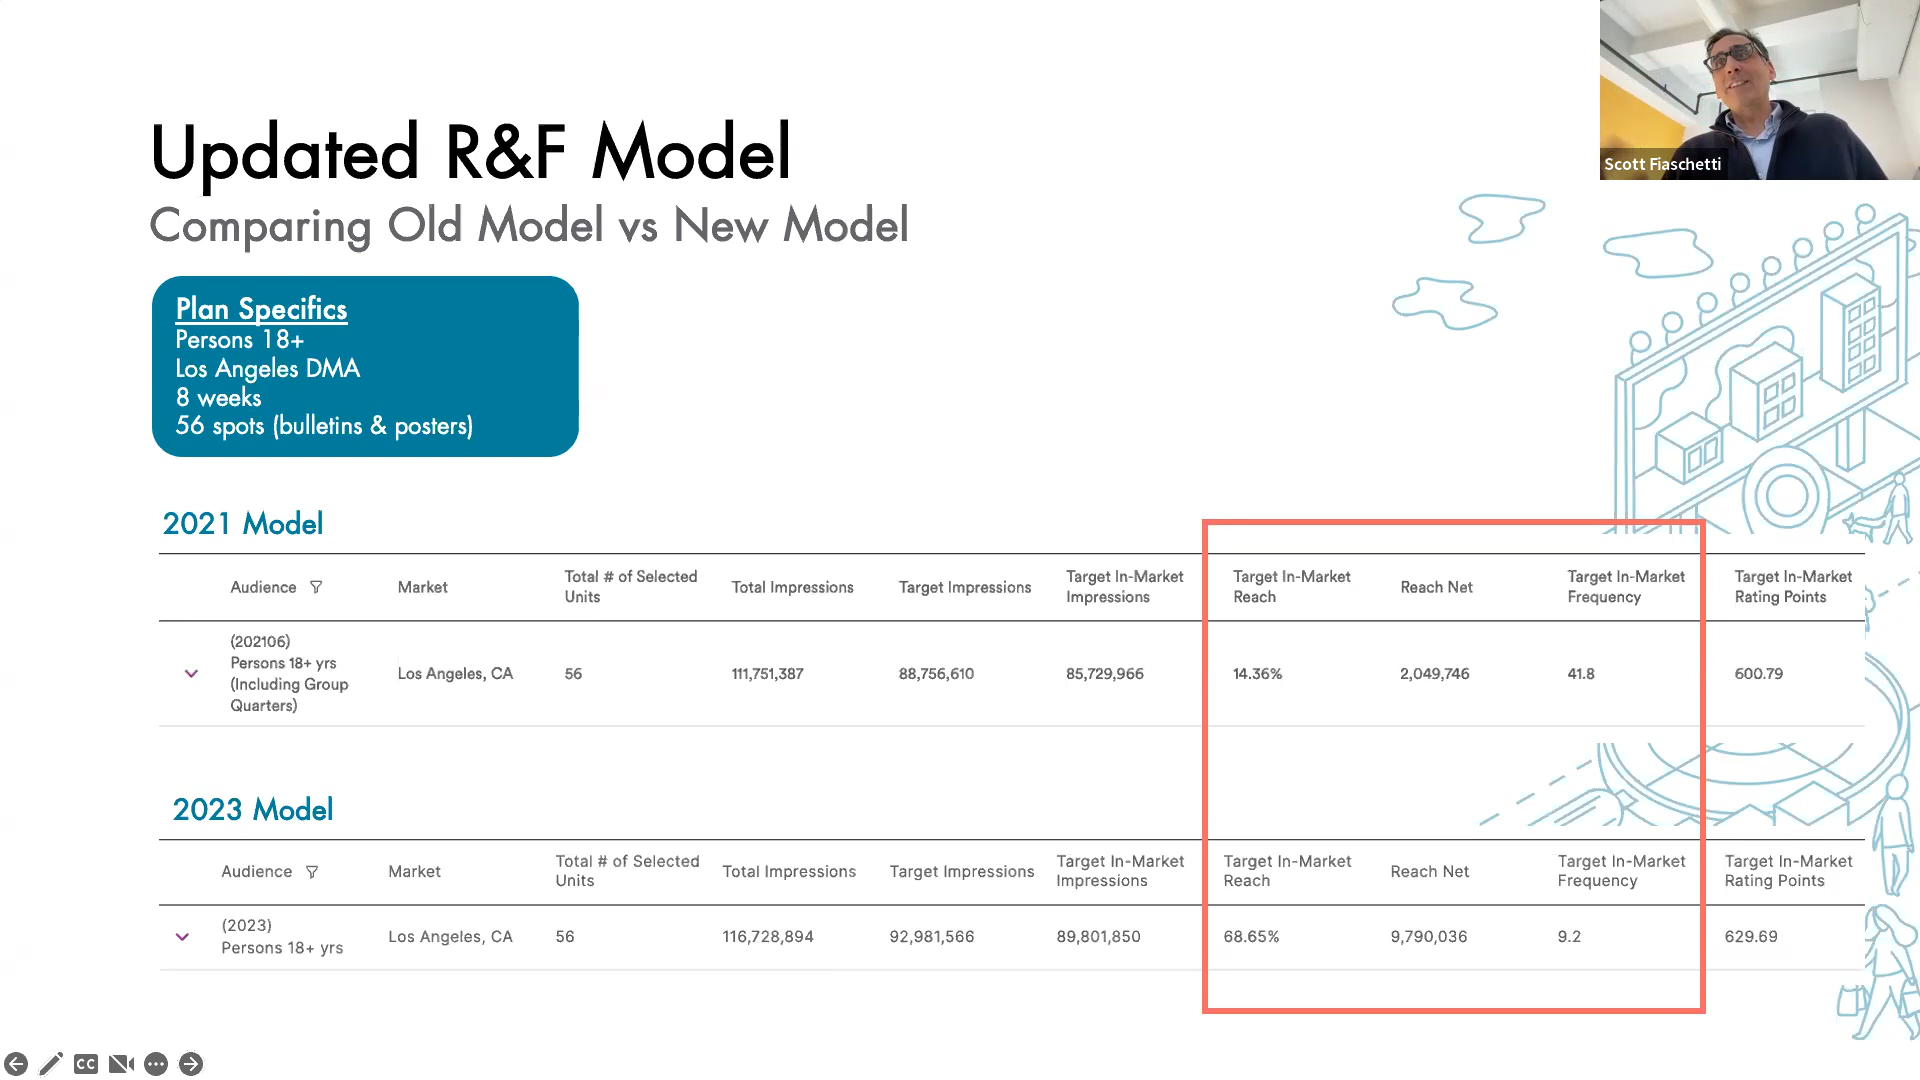 Updated R&F Model
Comparing Old Model vs New Model
Scott Fiaschetti
Plan Specifics
Persons 18+
Los Angeles DMA
8 weeks
56 spots (bulletins & posters)
2021 Model
Audience Market Total # of Selected Units Total Impressions Target Impressions Target In-Market Impressions Target In-Market Reach Reach Net Target In-Market Frequency Target In-Market Rating Points
(202106)
Persons 18+ yrs
(Including Group
Quarters)
Los Angeles, CA 56 111,751,387 88,756,610 85,729,966 14.36% 2,049,746 41.8 600.79
2023 Model
Audience Market Total # of Selected Units Total Impressions Target Impressions Target In-Market Impressions Target In-Market Reach Reach Net Target In-Market Frequency Target In-Market Rating Points
(2023)
Persons 18+ yrs
Los Angeles, CA 56 116,728,894 92,981,566 89,801,850 68.65% 9,790,036 9.2 629.69
CC